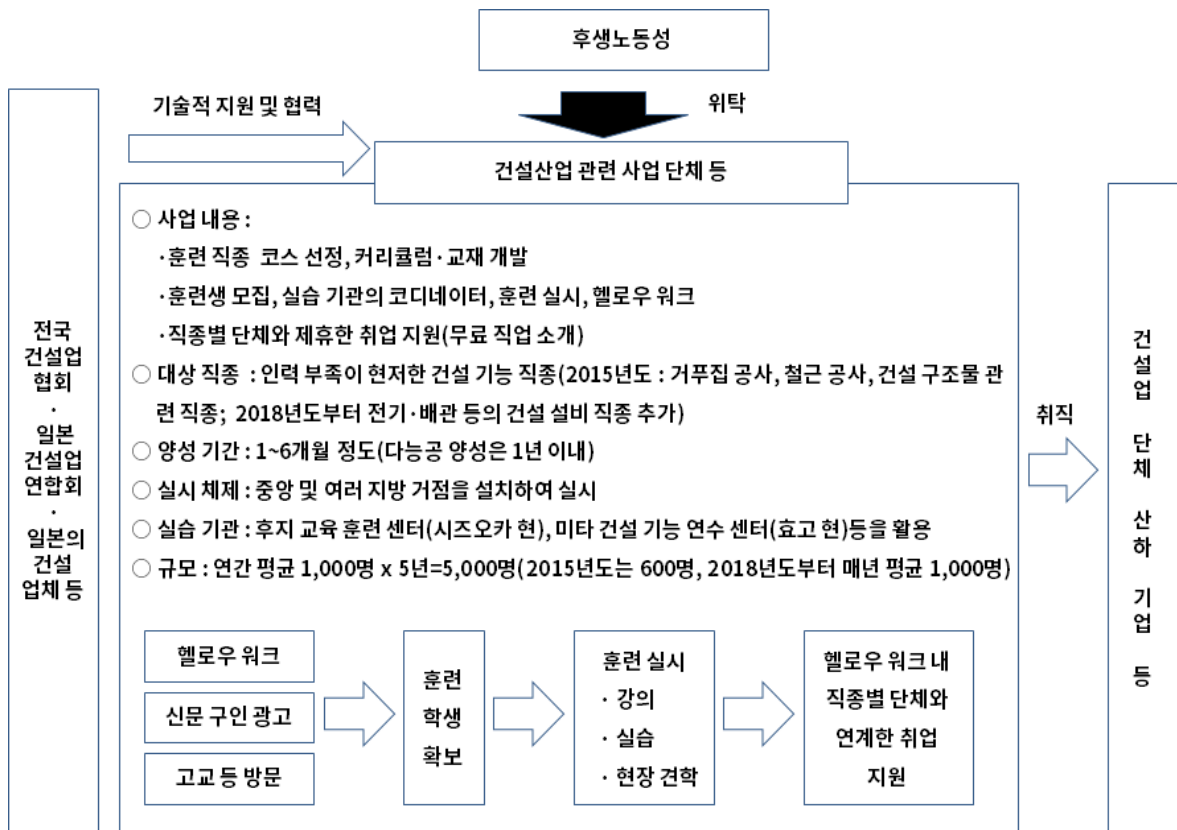 후생노동성
위탁
기술적 지원 및 협력
건설산업 관련 사업 단체 등
전국
건설업
협회
·
일본
건설업
연합회
·
일본의
건설
업체 등
○ 사업 내용 :
·훈련 직종 코스 선정, 커리큘럼·교재 개발
·훈련생 모집, 실습 기관의 코디네이터, 훈련 실시, 헬로우 워크
·직종별 단체와 제휴한 취업 지원(무료 직업 소개)
○ 대상 직종 : 인력 부족이 현저한 건설 기능 직종(2015년도 : 거푸집 공사, 철근 공사, 건설 구조물 관
련 직종; 2018년도부터 전기·배관 등의 건설 설비 직종 추가)
○ 양성 기간 : 1~6개월 정도(다능공 양성은 1년 이내)
○ 실시 체제 : 중앙 및 여러 지방 거점을 설치하여 실시
○ 실습 기관 : 후지 교육 훈련 센터(시즈오카 현), 미타 건설 기능 연수 센터(효고 현)등을 활용
○ 규모 : 연간 평균 1,000명 x 5년=5,000명(2015년도는 600명, 2018년도부터 매년 평균 1,000명)
헬로우 워크
신문 구인 광고
고교 등 방문
훈련
학생
확보
훈련 실시
· 강의
· 실습
· 현장 견학
헬로우 워크 내
직종별 단체와
연계한 취업
지원
취직
건
설
업
단
체
산
하
기
업
등